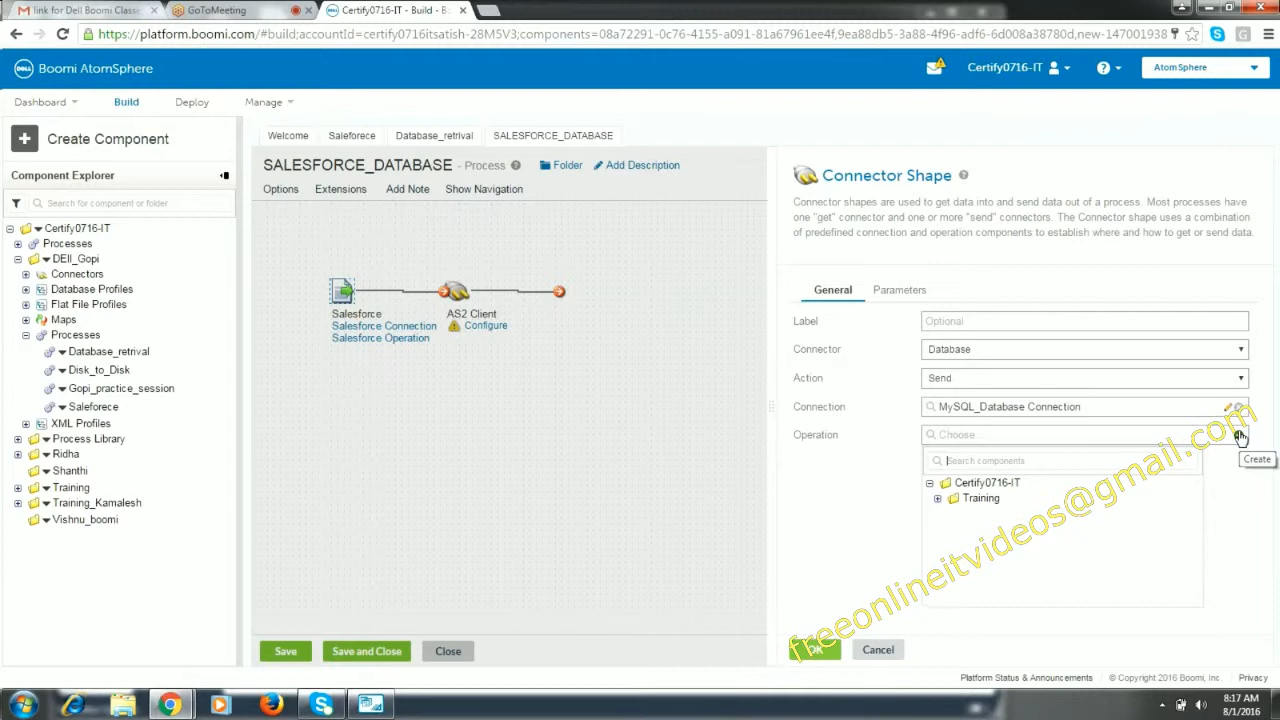 link for Dell Boomi Classe
GoToMeeting
Certify0716-IT - Build - B
https://platform.boomi.com/#build;accountId=certify0716itsatish-28M5V3;components=08a72291-0c76-4155-a091-81a67961ee4f,9ea88db5-3a88-4f96-adf6-6d008a38780d,new-147001938
DELL Boomi AtomSphere
Certify0716-IT
AtomSphere
Dashboard
Build
Deploy
Manage
Create Component
Component Explorer
Search for component or folder
Certify0716-IT
Processes
DEll_Gopi
Connectors
Database Profiles
Flat File Profiles
Maps
Processes
Database_retrival
Disk_to_Disk
Gopi_practice_session
Saleforece
XML Profiles
Process Library
Ridha
Shanthi
Training
Training_Kamalesh
Vishnu_boomi
Welcome
Saleforece
Database_retrival
SALESFORCE_DATABASE
SALESFORCE_DATABASE - Process
Folder
Add Description
Options
Extensions
Add Note
Show Navigation
Salesforce
Salesforce Connection
Salesforce Operation
AS2 Client
Configure
Save
Save and Close
Close
Connector Shape
Connector shapes are used to get data into and send data out of a process. Most processes have
one "get" connector and one or more "send" connectors. The Connector shape uses a combination
of predefined connection and operation components to establish where and how to get or send data.
General
Parameters
Label
Optional
Connector
Database
Action
Send
Connection
MySQL_Database Connection
Operation
Choose...
Create
Search components
Certify0716-IT
Training
OK
Cancel
freeonlineitvideos@gmail.com
Platform Status & Announcements
© Copyright 2016 Boomi, Inc.
Privacy
8:17 AM
8/1/2016